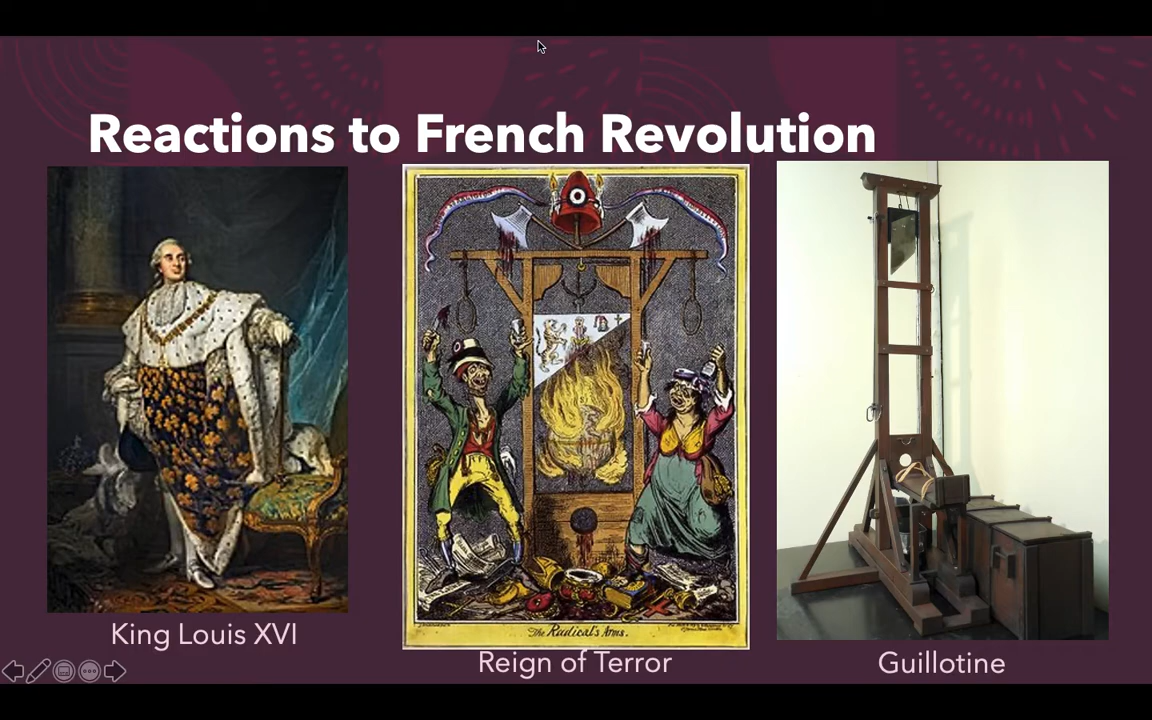 Reactions to French Revolution
The Radical's Arms.
King Louis XVI
Reign of Terror
Guillotine